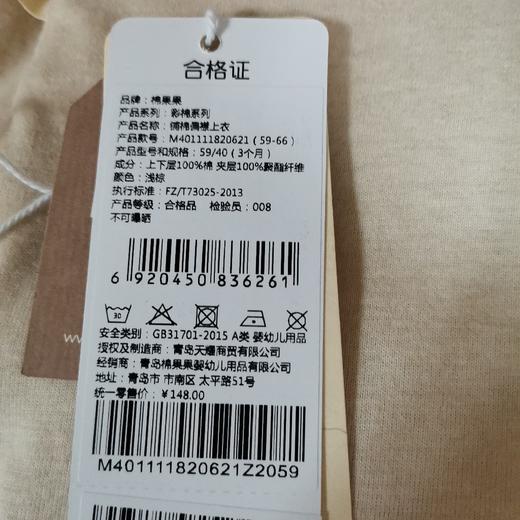 合格证
品牌：棉果果
产品系列：彩棉系列
产品名称：俏棉偶襟上衣
产品款号：M401111820621（59-66）
产品型号和规格：59/40（3个月）
成分：上下层100%棉 夹层100%聚酯纤维
颜色：浅棕
执行标准：FZ/T73025-2013
产品等级：合格品 检验员：008
不可曝晒
6 920450 836261
30
安全类别：GB31701-2015 A类 婴幼儿用品
授权及制造商：青岛天爆商贸有限公司
经销商：青岛棉果果婴幼儿用品有限公司
地址：青岛市 市南区 太平路51号
统一零售价：￥148.00
M401111820621Z2059
www.